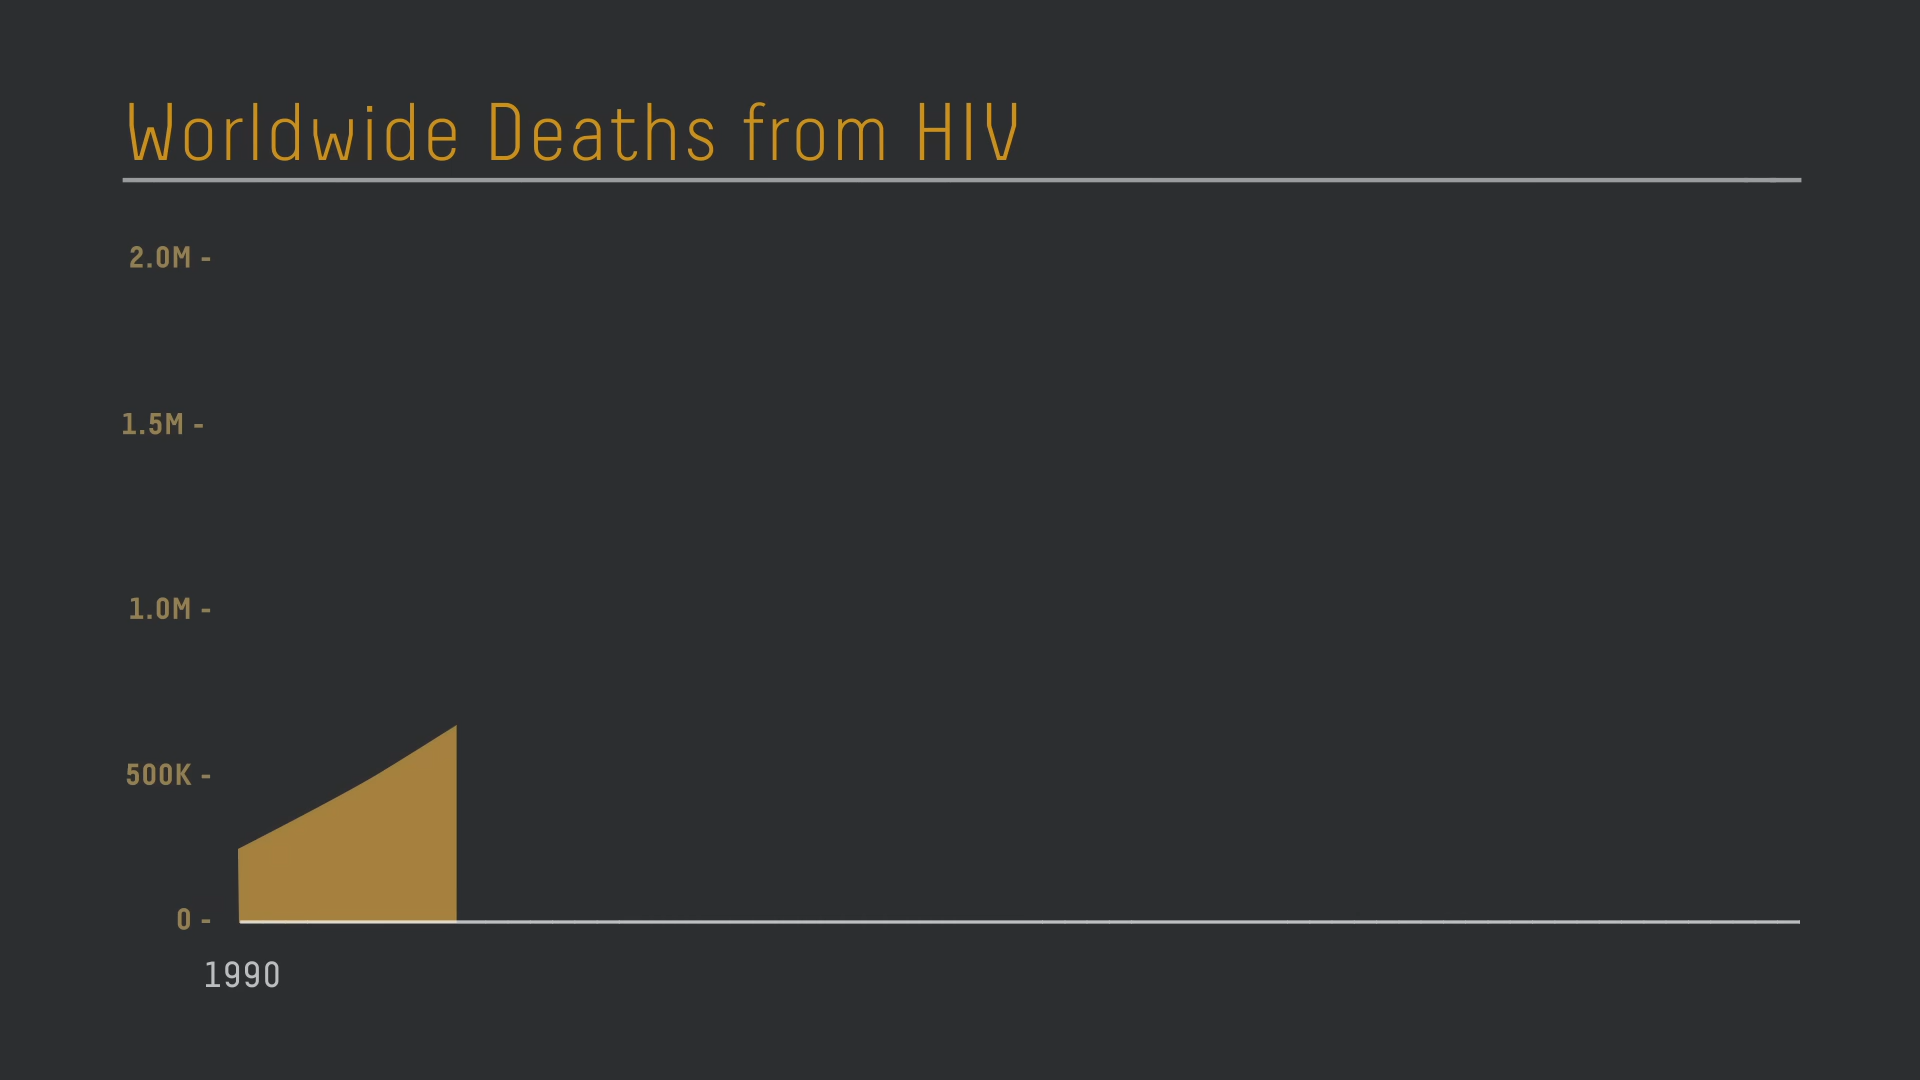 Worldwide Deaths from HIV
2.0M -
1.5M -
1.0M -
500K -
0 -
1990